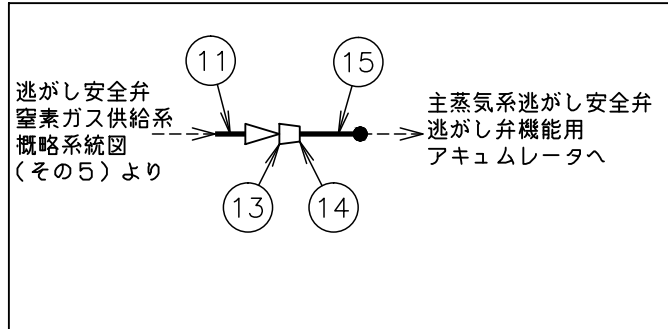 11
15
逃がし安全弁
窒素ガス供給系
概略系統図
(その5)より
主蒸気系逃がし安全弁
逃がし弁機能用
アキュムレータへ
13
14